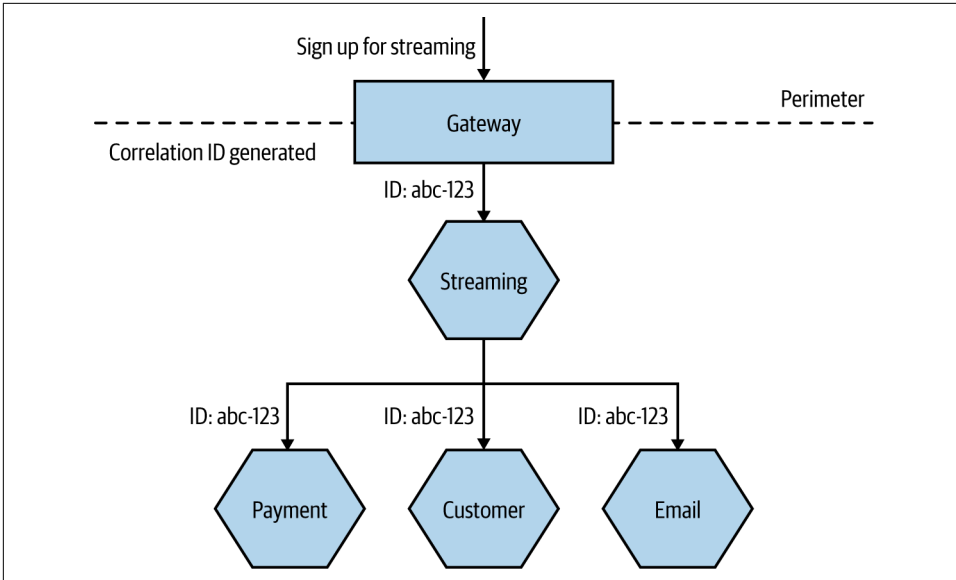 Sign up for streaming
Gateway
Perimeter
Correlation ID generated
ID: abc-123
Streaming
ID: abc-123
ID: abc-123
ID: abc-123
Payment
Customer
Email